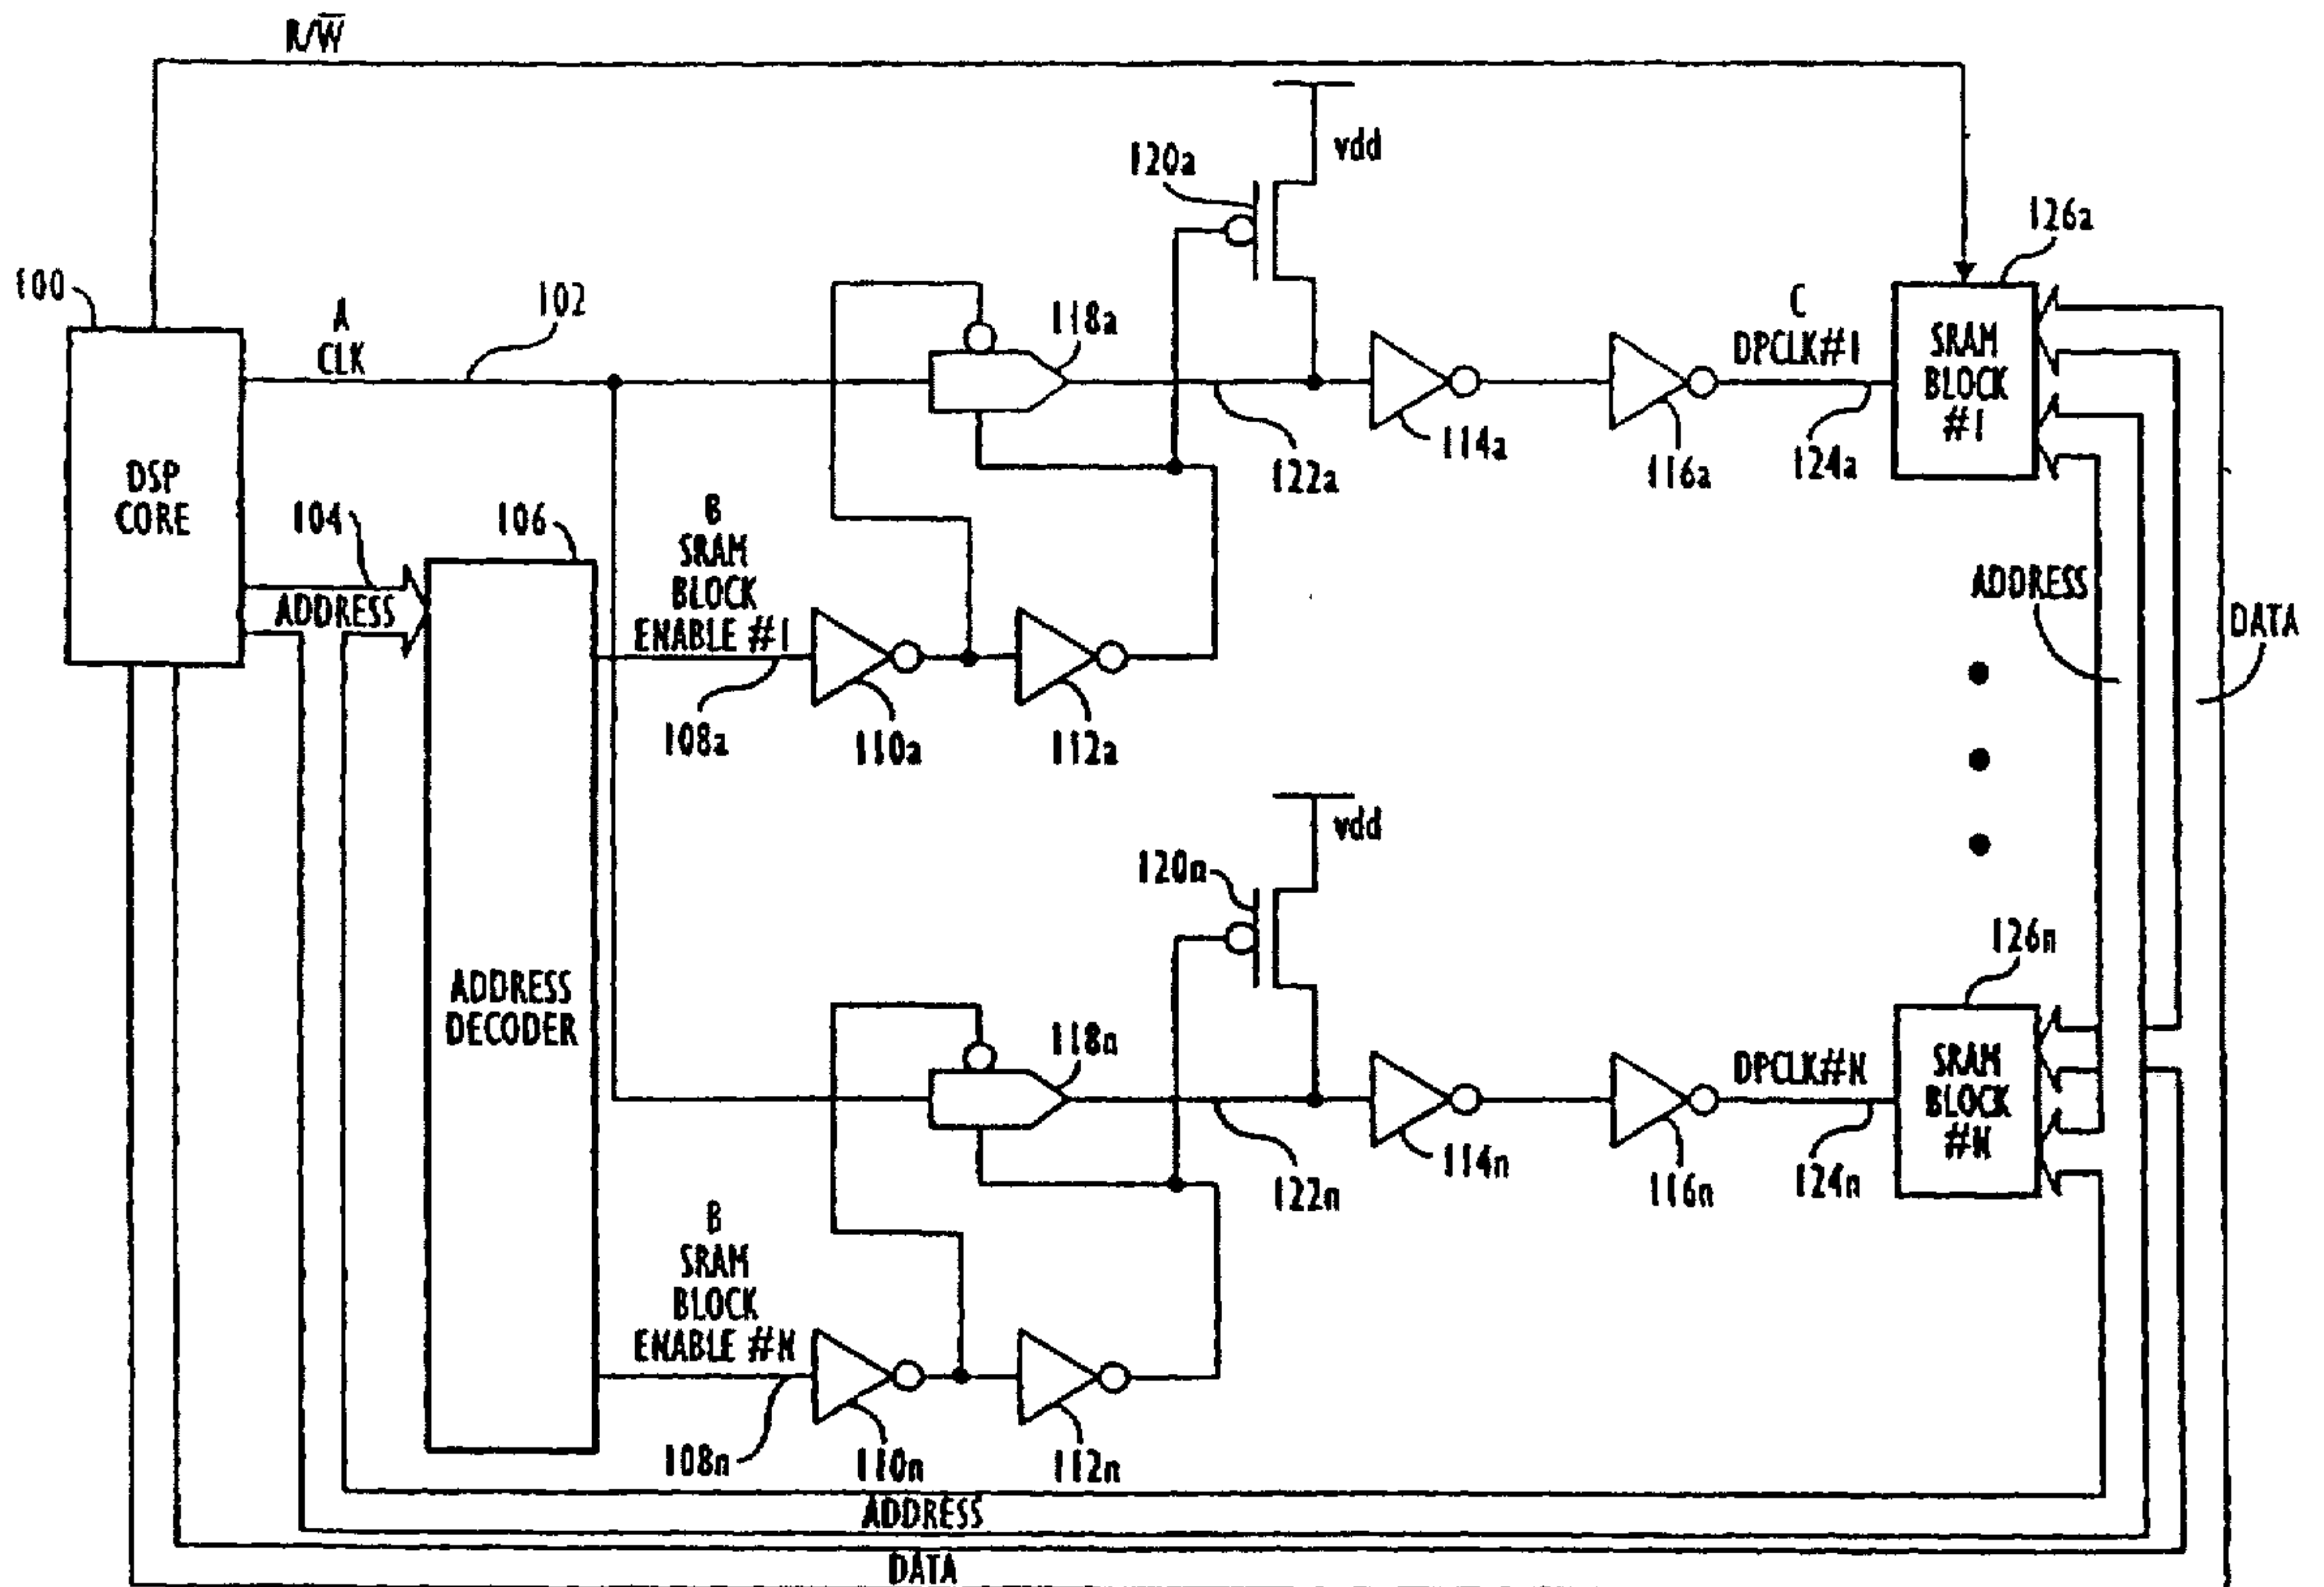 R/W̅
vdd
120a
126a
100
A
CLK
102
118a
C
DPCLK#1
SRAM
BLOCK
#1
114a
116a
122a
124a
DSP
CORE
104
106
B
SRAM
BLOCK
ENABLE #1
ADDRESS
ADDRESS
DATA
108a
110a
112a
vdd
120n
126n
ADDRESS
DECODER
118n
DPCLK#N
SRAM
BLOCK
#N
114n
116n
122n
124n
B
SRAM
BLOCK
ENABLE #N
108n
110n
112n
ADDRESS
DATA